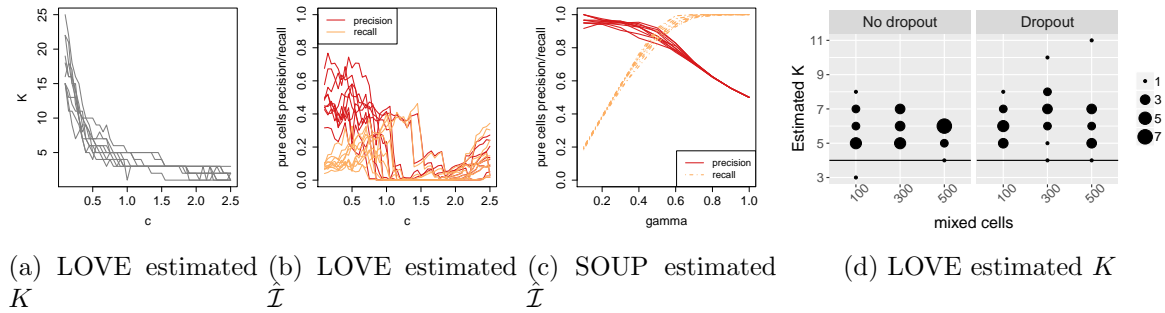 K
25
20
15
10
5
0.5 1.0 1.5 2.0 2.5
c
pure cells precision/recall
1.0
0.8
0.6
0.4
0.2
0.0
precision
recall
0.5 1.0 1.5 2.0 2.5
c
pure cells precision/recall
1.0
0.8
0.6
0.4
0.2
0.0
precision
recall
0.2 0.4 0.6 0.8 1.0
gamma
No dropout Dropout
Estimated K
11
9
7
5
3
100 300 500 100 300 500
mixed cells
1
3
5
7
(a) LOVE estimated K
(b) LOVE estimated Î
(c) SOUP estimated Î
(d) LOVE estimated K